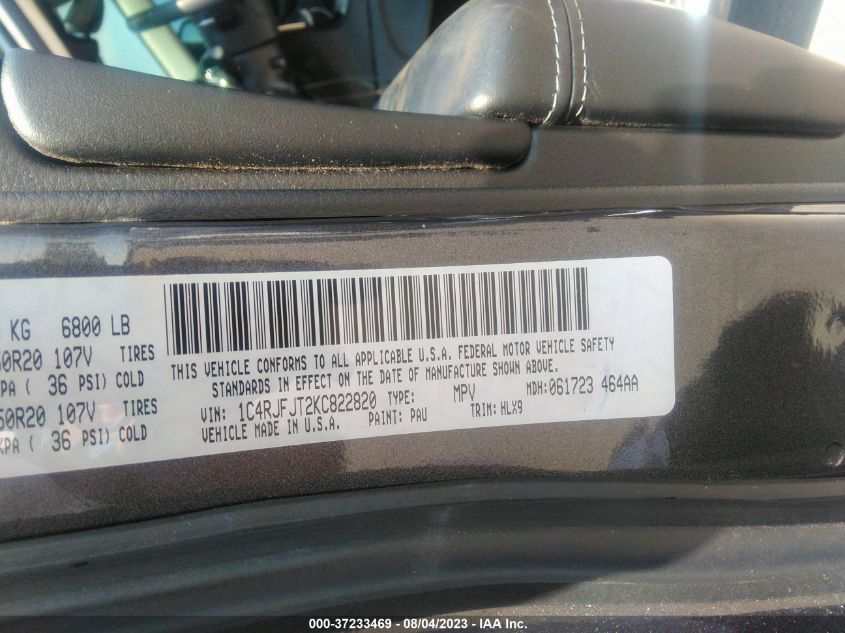 KG 6800 LB
50R20 107V TIRES
KPA ( 36 PSI) COLD
50R20 107V TIRES
KPA ( 36 PSI) COLD
THIS VEHICLE CONFORMS TO ALL APPLICABLE U.S.A. FEDERAL MOTOR VEHICLE SAFETY
STANDARDS IN EFFECT ON THE DATE OF MANUFACTURE SHOWN ABOVE.
VIN: 1C4RJFJT2KC822820 TYPE: MPV MDH: 061723 464AA
VEHICLE MADE IN U.S.A. PAINT: PAU TRIM: HLX9
000-37233469 - 08/04/2023 - IAA Inc.